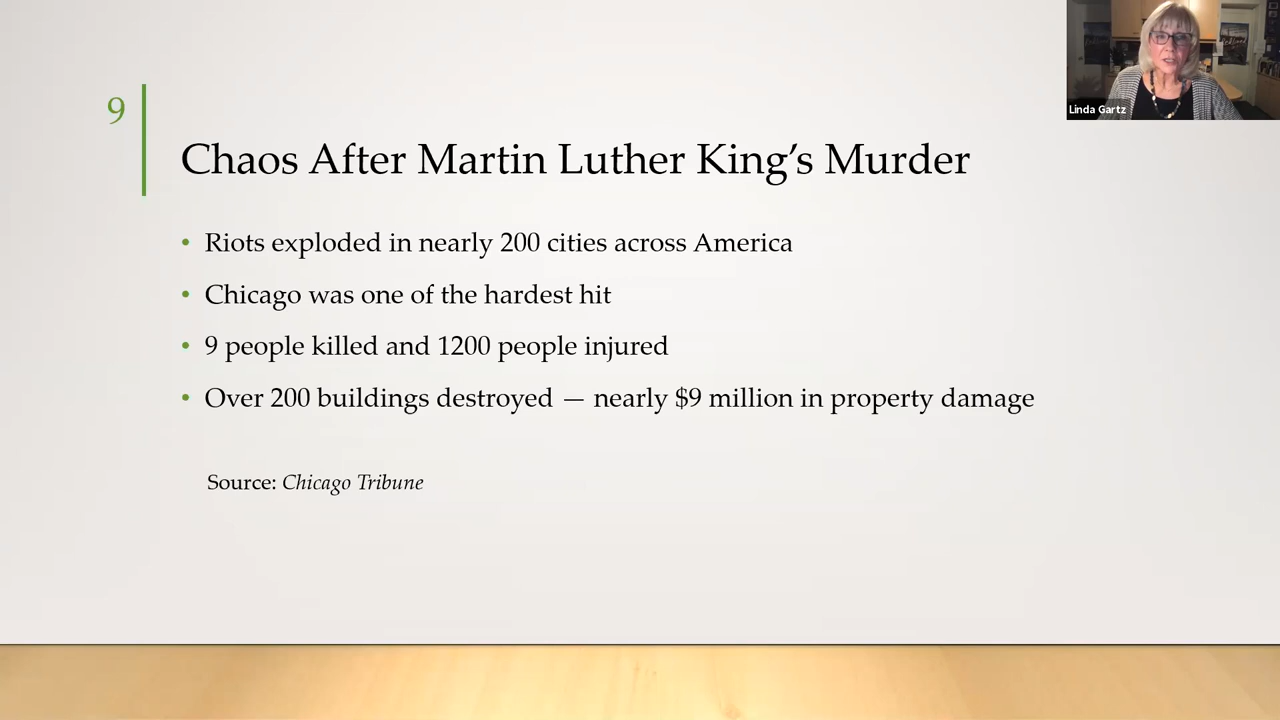 Linda Gartz
9
Chaos After Martin Luther King’s Murder
• Riots exploded in nearly 200 cities across America
• Chicago was one of the hardest hit
• 9 people killed and 1200 people injured
• Over 200 buildings destroyed — nearly $9 million in property damage
Source: Chicago Tribune